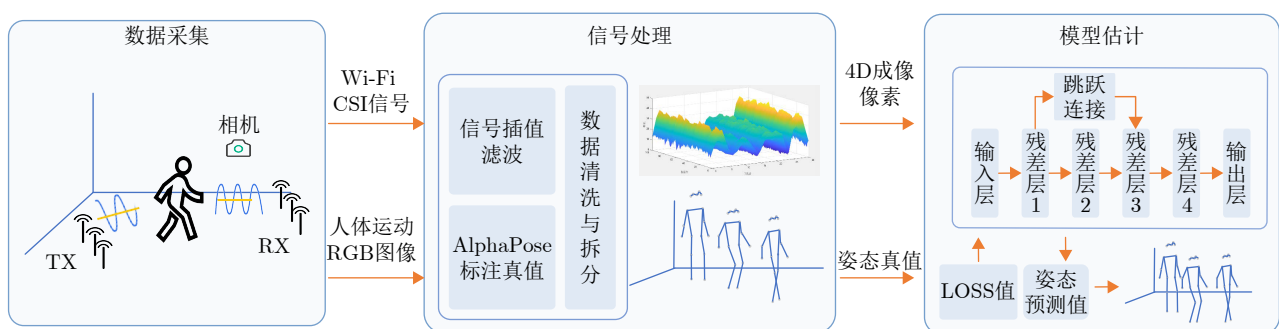 数据采集
相机
TX
RX
Wi-Fi
CSI信号
人体运动
RGB图像
信号处理
信号插值
滤波
AlphaPose
标注真值
数据清洗与拆分
4D成像
像素
姿态真值
模型估计
跳跃
连接
输入层
残差层1
残差层2
残差层3
残差层4
输出层
LOSS值
姿态
预测值